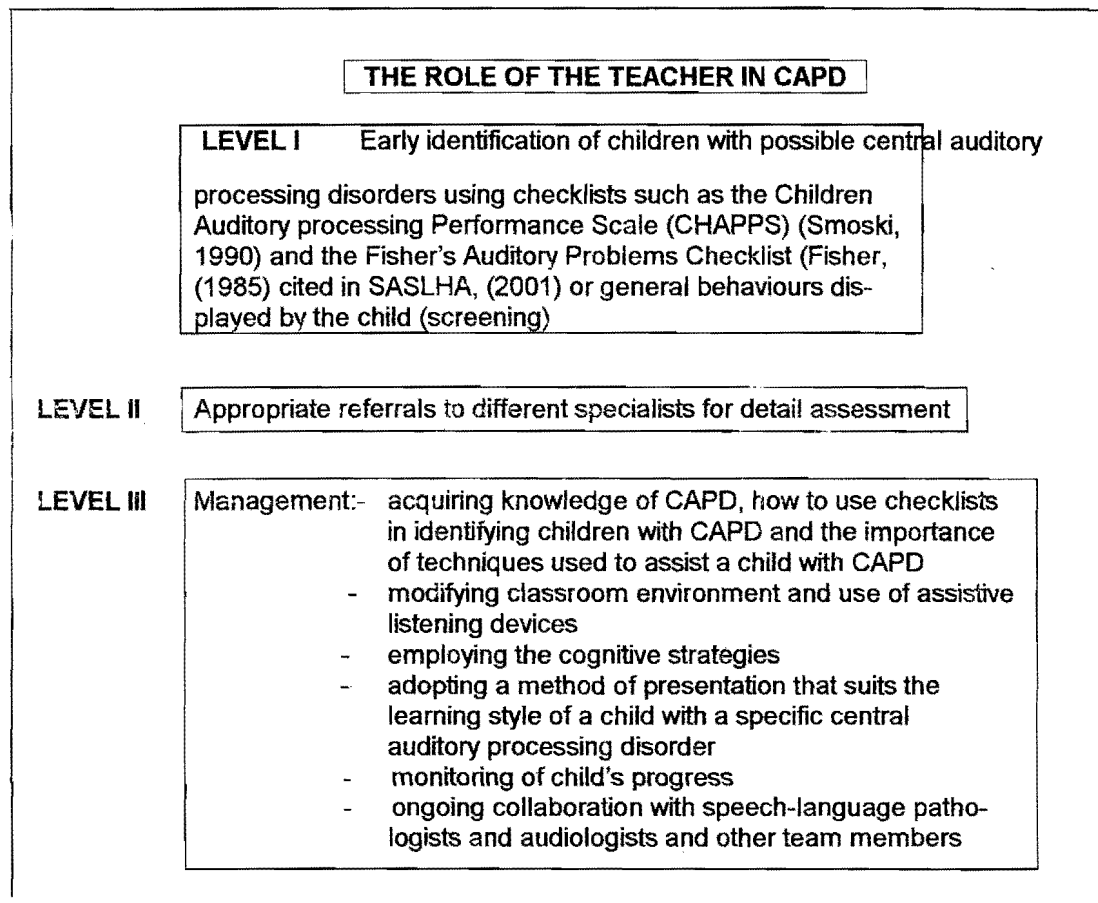 THE ROLE OF THE TEACHER IN CAPD
LEVEL I Early identification of children with possible central auditory
processing disorders using checklists such as the Children
Auditory processing Performance Scale (CHAPPS) (Smoski,
1990) and the Fisher's Auditory Problems Checklist (Fisher,
(1985) cited in SASLHA, (2001) or general behaviours dis-
played by the child (screening)
LEVEL II Appropriate referrals to different specialists for detail assessment
LEVEL III Management:- acquiring knowledge of CAPD, how to use checklists
in identifying children with CAPD and the importance
of techniques used to assist a child with CAPD
- modifying classroom environment and use of assistive
listening devices
- employing the cognitive strategies
- adopting a method of presentation that suits the
learning style of a child with a specific central
auditory processing disorder
- monitoring of child's progress
- ongoing collaboration with speech-language patho-
logists and audiologists and other team members